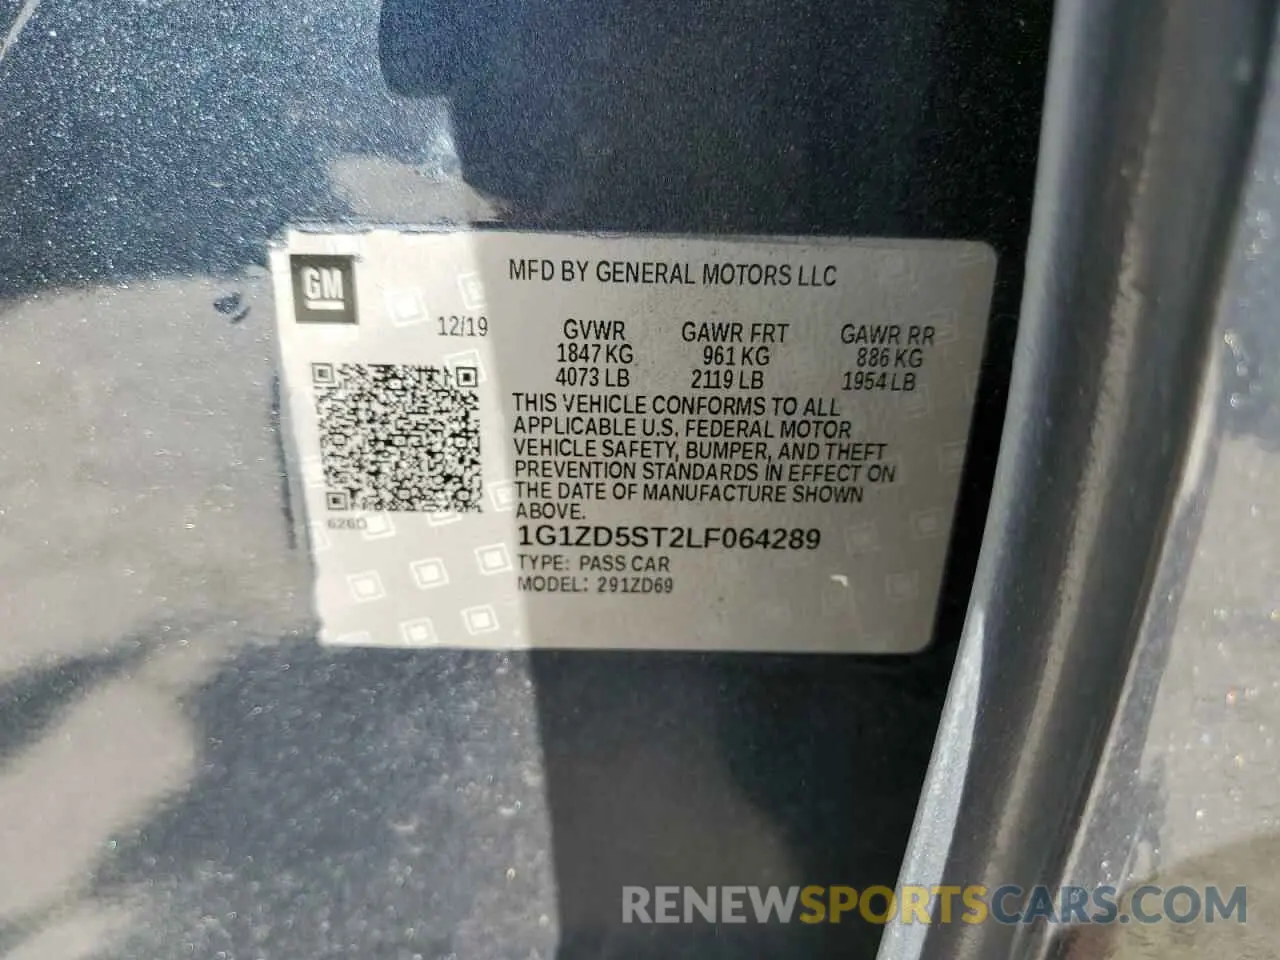 GM
MFD BY GENERAL MOTORS LLC
12/19
GVWR GAWR FRT GAWR RR
1847 KG 961 KG 886 KG
4073 LB 2119 LB 1954 LB
THIS VEHICLE CONFORMS TO ALL
APPLICABLE U.S. FEDERAL MOTOR
VEHICLE SAFETY, BUMPER, AND THEFT
PREVENTION STANDARDS IN EFFECT ON
THE DATE OF MANUFACTURE SHOWN
ABOVE.
626D
1G1ZD5ST2LF064289
TYPE: PASS CAR
MODEL: 291ZD69
RENEWSPORTSCARS.COM